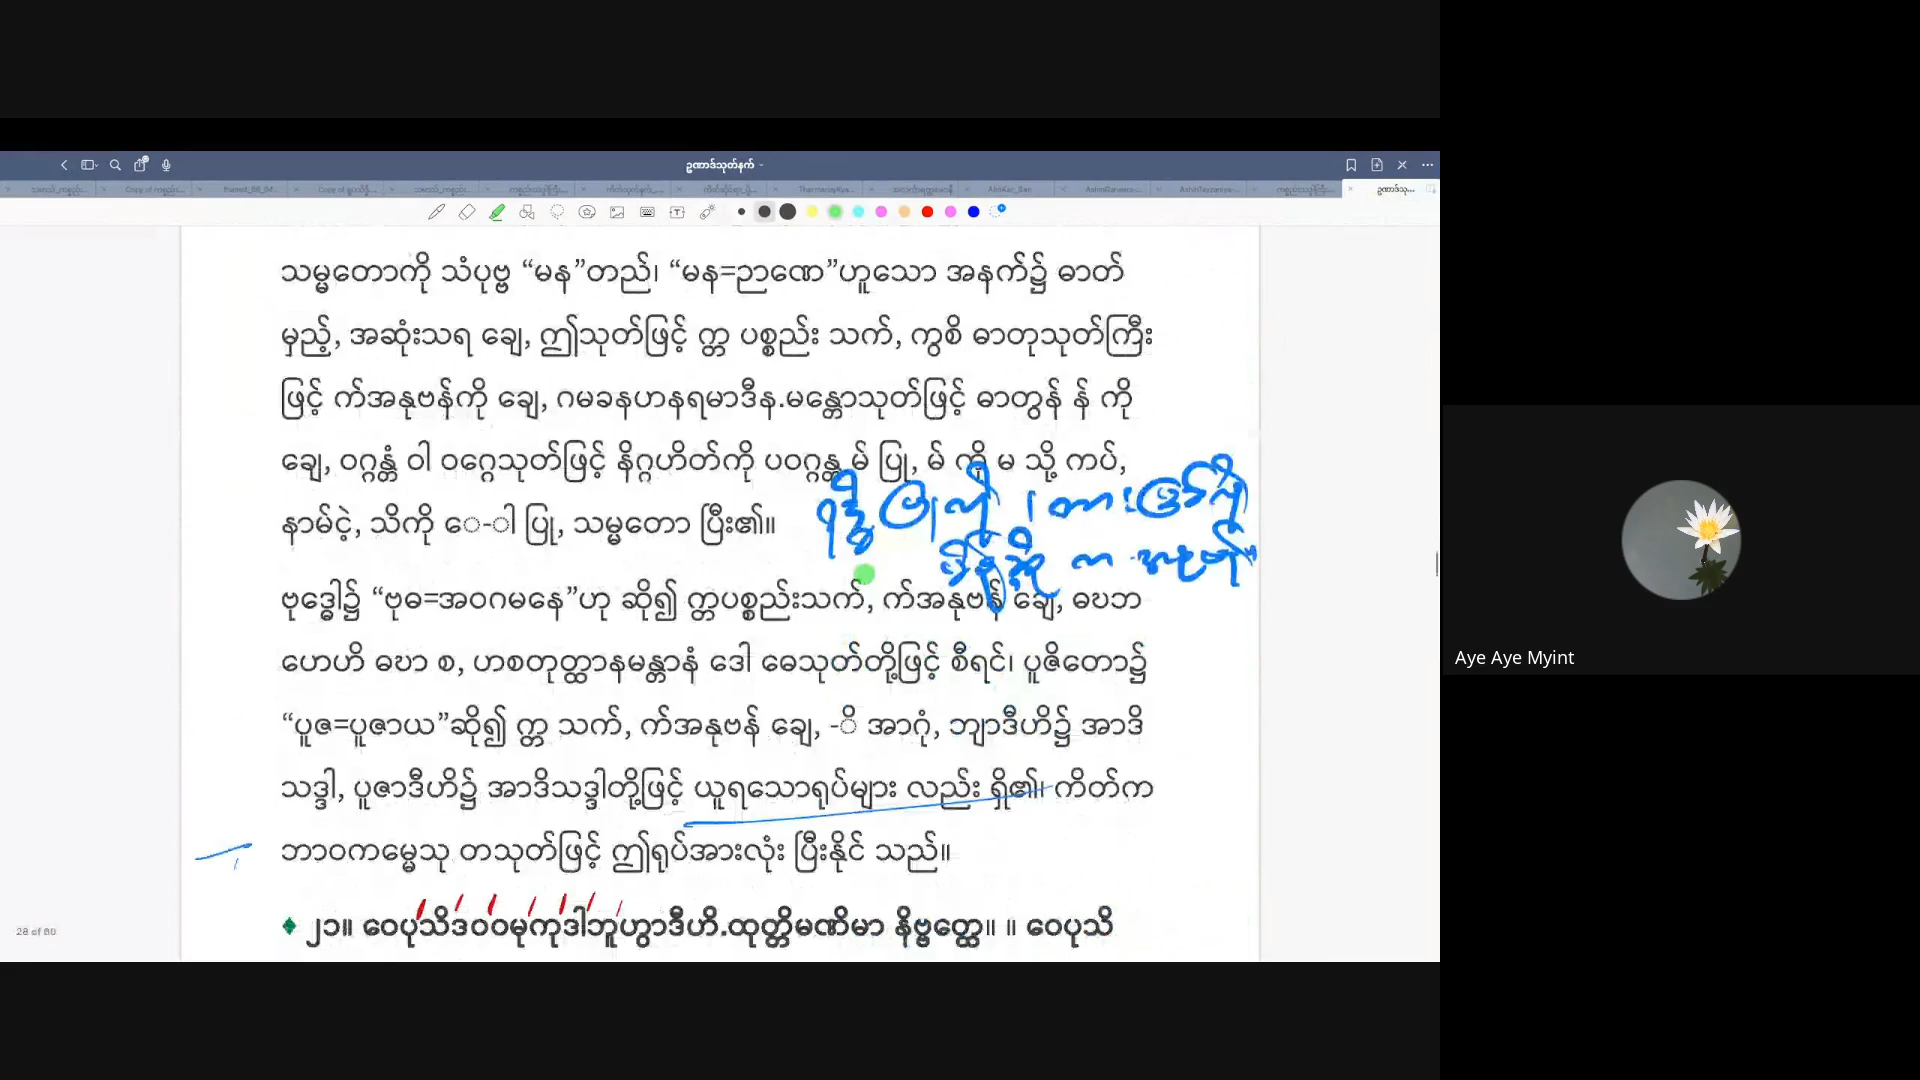 ဥဏာဒ်သုတ်နက်
သမ္မတောကို သံပုဗ္ဗ “မန”တည်၊ “မန=ဉာဏေ”ဟူသော အနက်၌ ဓာတ်
မှည့်, အဆုံးသရ ချေ, ဤသုတ်ဖြင့် က္တ ပစ္စည်း သက်, ကွစိ ဓာတုသုတ်ကြီး
ဖြင့် က်အနုဗန်ကို ချေ, ဂမခနဟနရမာဒီန.မန္တောသုတ်ဖြင့် ဓာတွန် န် ကို
ချေ, ဝဂ္ဂန္တံ ဝါ ဝဂ္ဂေသုတ်ဖြင့် နိဂ္ဂဟိတ်ကို ပဝဂ္ဂန္တ မ် ပြု, မ် ကို မ သို့ ကပ်,
နာမ်ငဲ့, သိကို ေ-ာ ပြု, သမ္မတော ပြီး၏။
ဗုဒ္ဓေါ၌ “ဗုဓ=အဝဂမနေ”ဟု ဆို၍ က္တပစ္စည်းသက်, က်အနုဗန် ချေ, ဓဎဘ
ဟေဟိ ဓဎာ စ, ဟစတုတ္ထာနမန္တာနံ ဒေါ ဓေသုတ်တို့ဖြင့် စီရင်၊ ပူဇိတော၌
“ပူဇ=ပူဇာယ”ဆို၍ က္တ သက်, က်အနုဗန် ချေ, -ိ အာဂုံ, ဘျာဒီဟိ၌ အာဒိ
သဒ္ဒါ, ပူဇာဒီဟိ၌ အာဒိသဒ္ဒါတို့ဖြင့် ယူရသောရုပ်များ လည်း ရှိ၏၊ ကိတ်က
ဘာဝကမ္မေသု တသုတ်ဖြင့် ဤရုပ်အားလုံး ပြီးနိုင် သည်။
၂၁။ ဝေပုသိဒဝဝမုကုဒါဘူဟွာဒီဟိ.ထုတ္တိမဏိမာ နိဗ္ဗတ္တေ။ ။ ဝေပုသိ
Aye Aye Myint